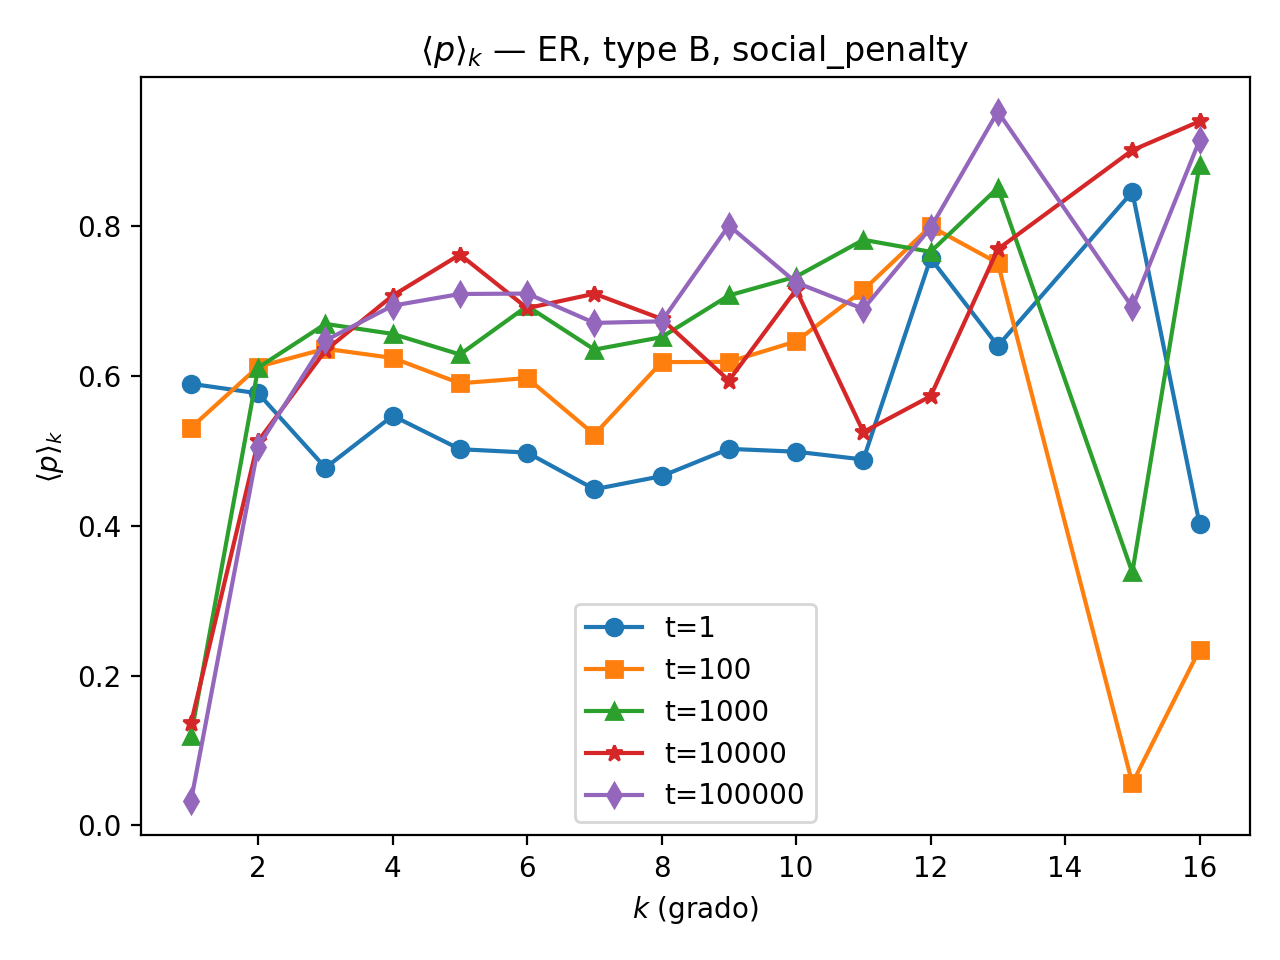 ⟨p⟩ₖ — ER, type B, social_penalty
⟨p⟩ₖ
0.8
0.6
0.4
0.2
0.0
t=1
t=100
t=1000
t=10000
t=100000
2 4 6 8 10 12 14 16
k (grado)